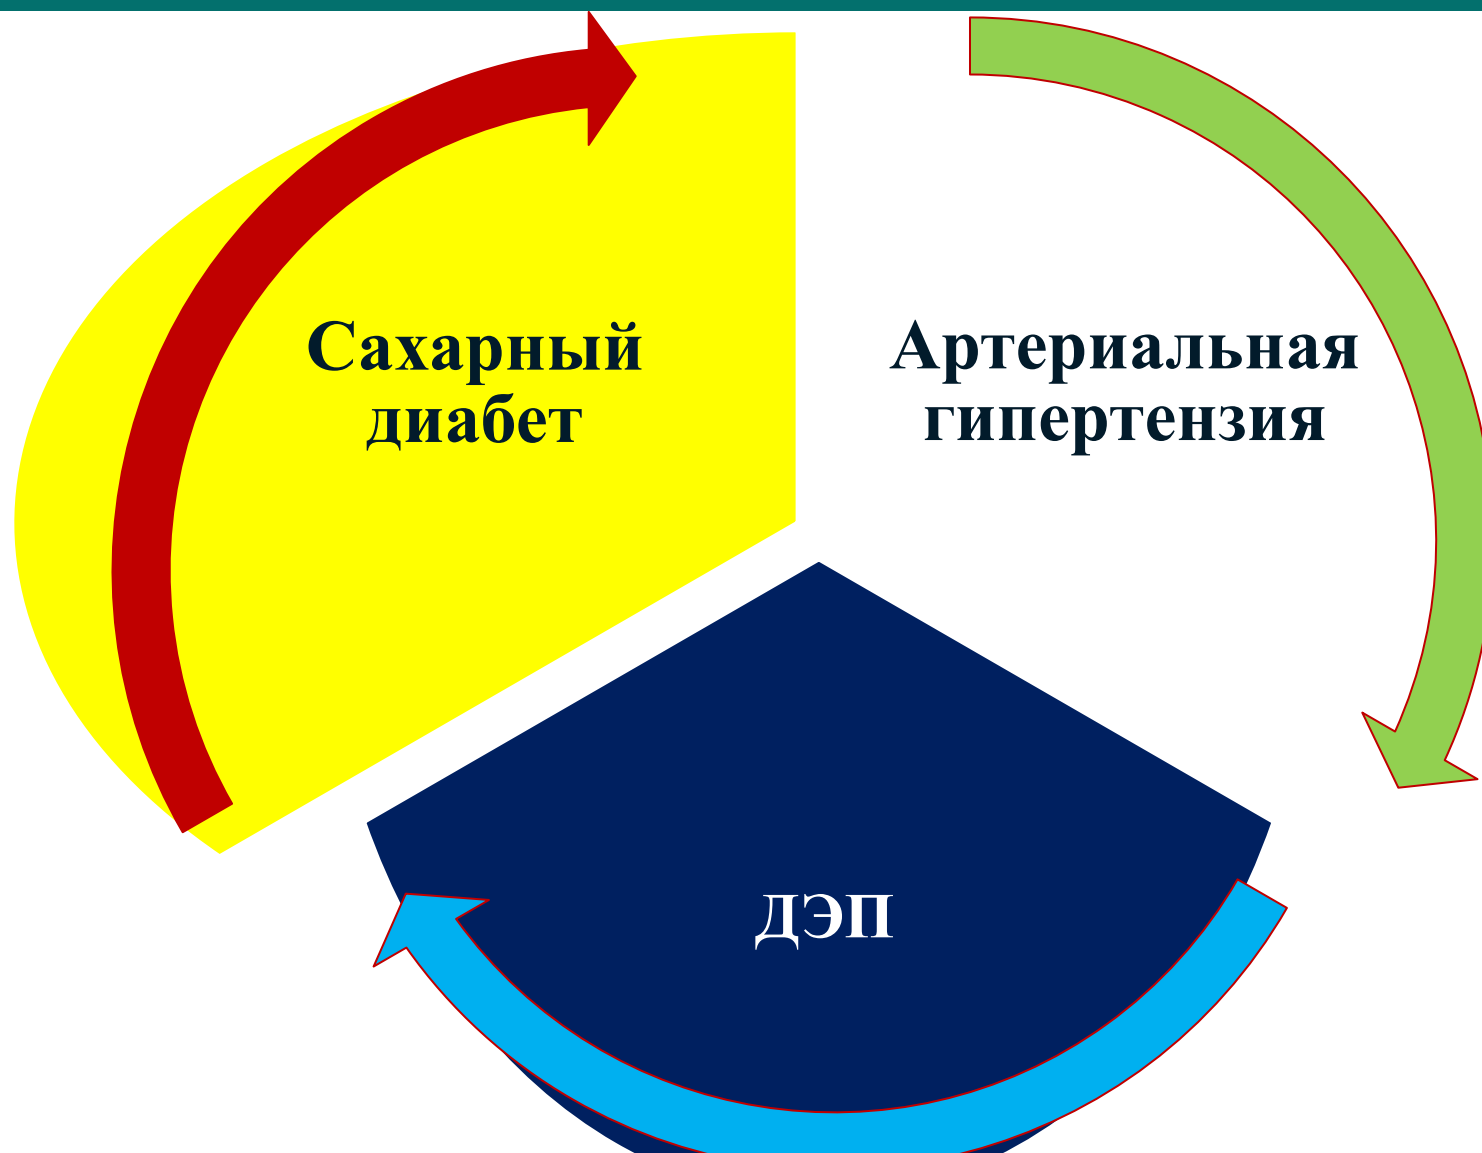 Сахарный
диабет
Артериальная
гипертензия
ДЭП